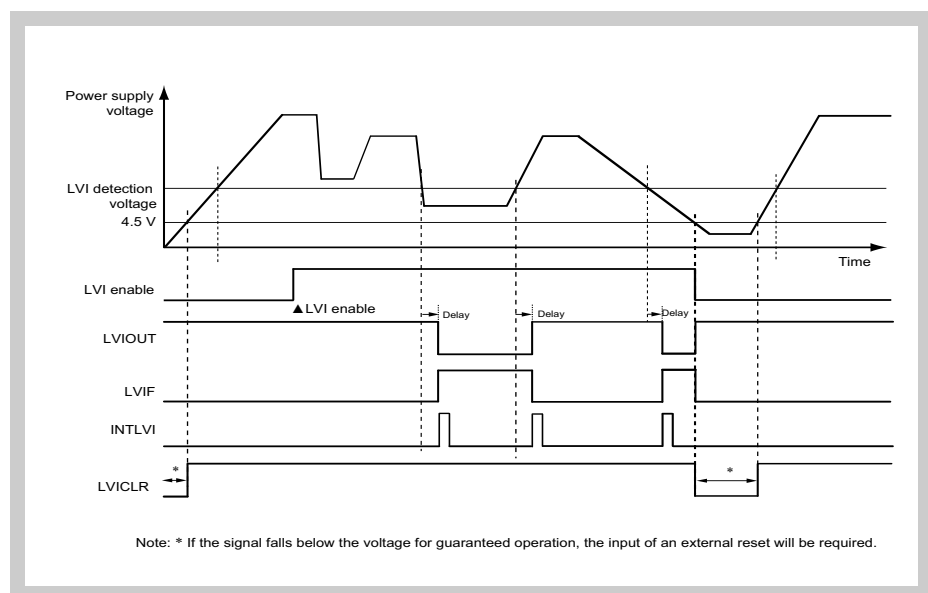 Power supply
voltage
LVI detection
voltage
4.5 V
Time
LVI enable
▲LVI enable
Delay
Delay
Delay
LVIOUT
LVIF
INTLVI
*
*
LVICLR
Note: * If the signal falls below the voltage for guaranteed operation, the input of an external reset will be required.